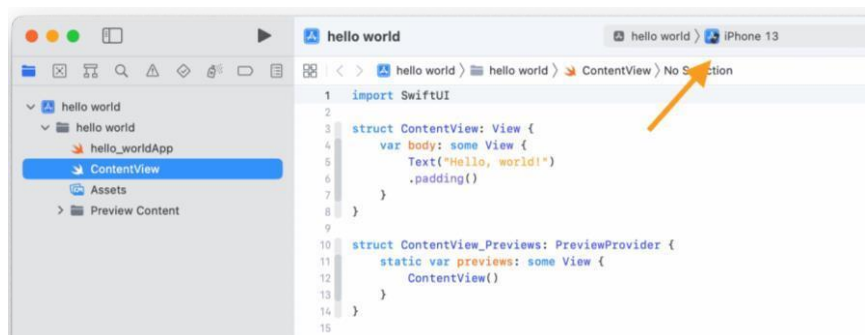 hello world
hello world 〉 iPhone 13
hello world 〉 hello world 〉 ContentView 〉 No Selection
hello world
hello world
hello_worldApp
ContentView
Assets
Preview Content
1 import SwiftUI
2
3 struct ContentView: View {
4 var body: some View {
5 Text("Hello, world!")
6 .padding()
7 }
8 }
9
10 struct ContentView_Previews: PreviewProvider {
11 static var previews: some View {
12 ContentView()
13 }
14 }
15